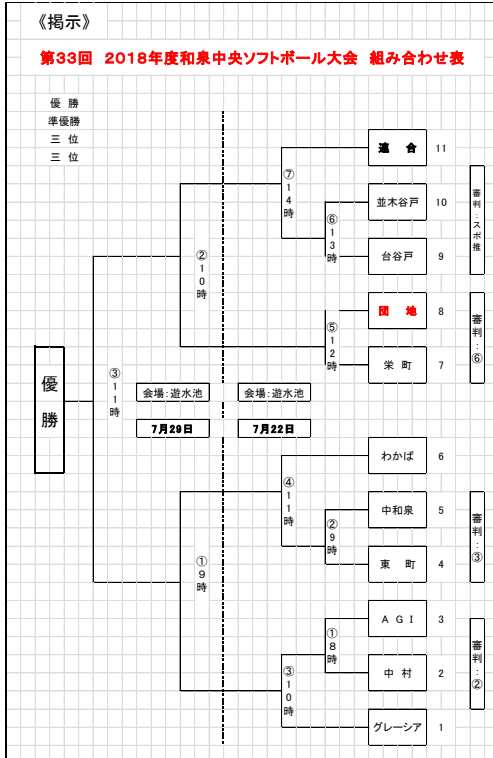 《掲示》
第33回 2018年度和泉中央ソフトボール大会 組み合わせ表
優 勝
準優勝
三 位
三 位
連 合 11
⑦14時
並木谷戸 10
⑥13時
審判:スポ推
台谷戸 9
②10時
団 地 8
⑤12時
審判:⑥
栄 町 7
優勝
③11時
会場:遊水池 会場:遊水池
7月29日 7月22日
わかば 6
④11時
中和泉 5
②9時
審判:③
東 町 4
①9時
AGI 3
①8時
審判:②
中 村 2
③10時
グレーシア 1